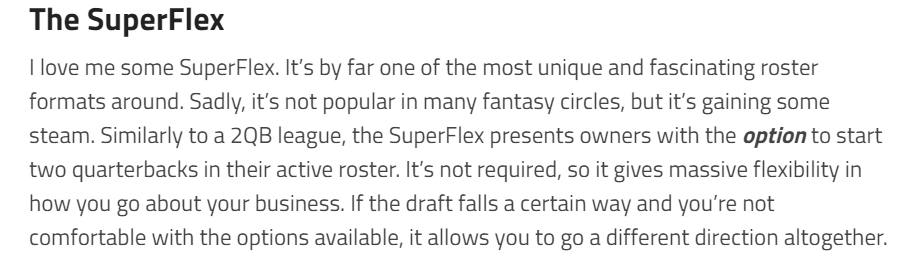 The SuperFlex
I love me some SuperFlex. It's by far one of the most unique and fascinating roster
formats around. Sadly, it's not popular in many fantasy circles, but it's gaining some
steam. Similarly to a 2QB league, the SuperFlex presents owners with the option to start
two quarterbacks in their active roster. It's not required, so it gives massive flexibility in
how you go about your business. If the draft falls a certain way and you're not
comfortable with the options available, it allows you to go a different direction altogether.